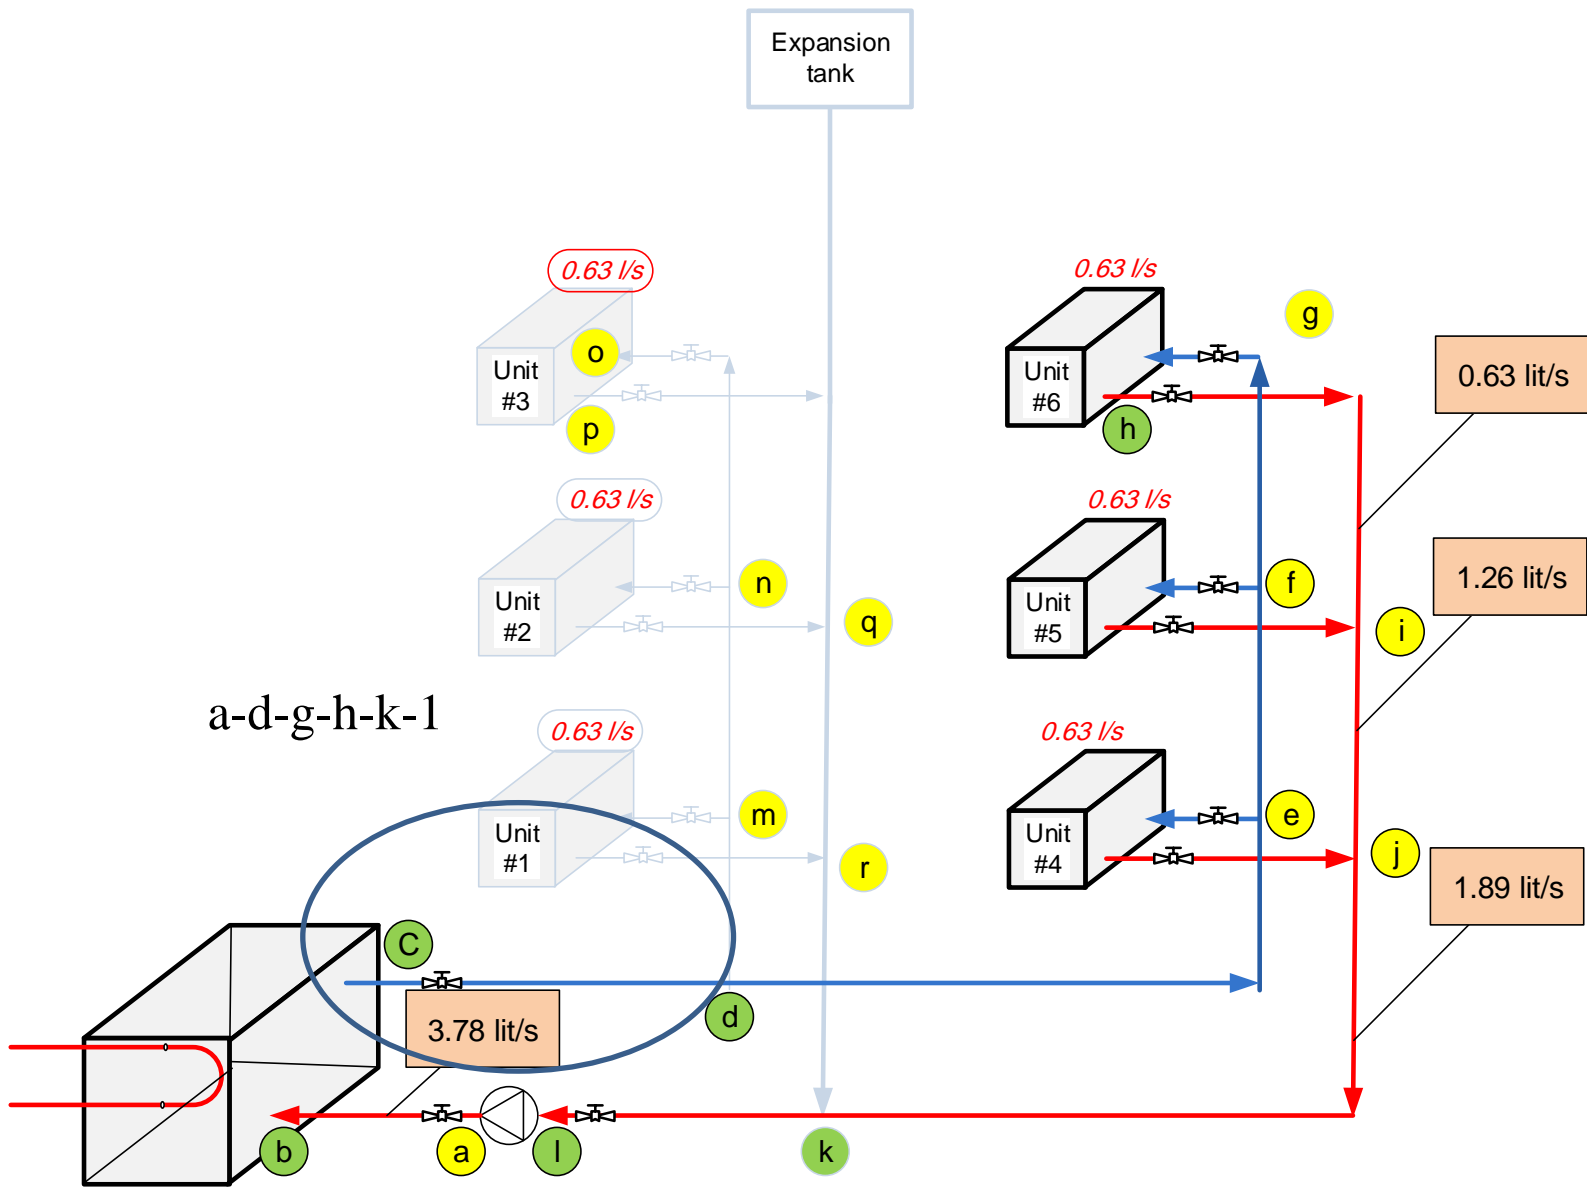 Expansion
tank
0.63 l/s
0.63 l/s
g
o
Unit
#3
Unit
#6
0.63 lit/s
p
h
0.63 l/s
0.63 l/s
1.26 lit/s
n
f
Unit
#2
Unit
#5
q
i
a-d-g-h-k-l
0.63 l/s
0.63 l/s
m
e
Unit
#1
Unit
#4
r
j
1.89 lit/s
C
3.78 lit/s
d
b
a
l
k